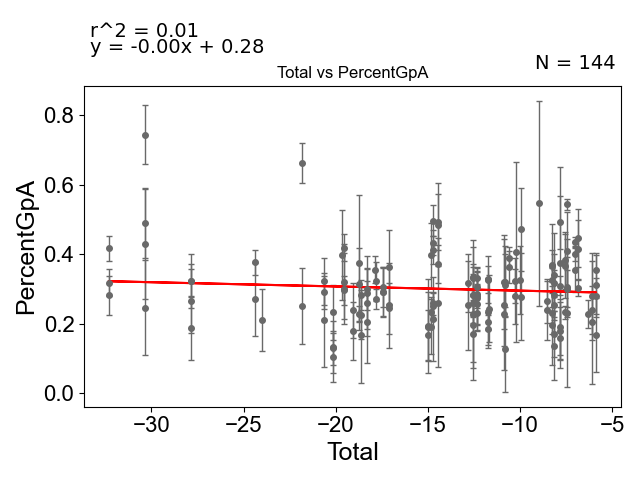 r^2 = 0.01
y = -0.00x + 0.28
N = 144
Total vs PercentGpA
PercentGpA
0.8
0.6
0.4
0.2
0.0
−30
−25
−20
−15
−10
−5
Total